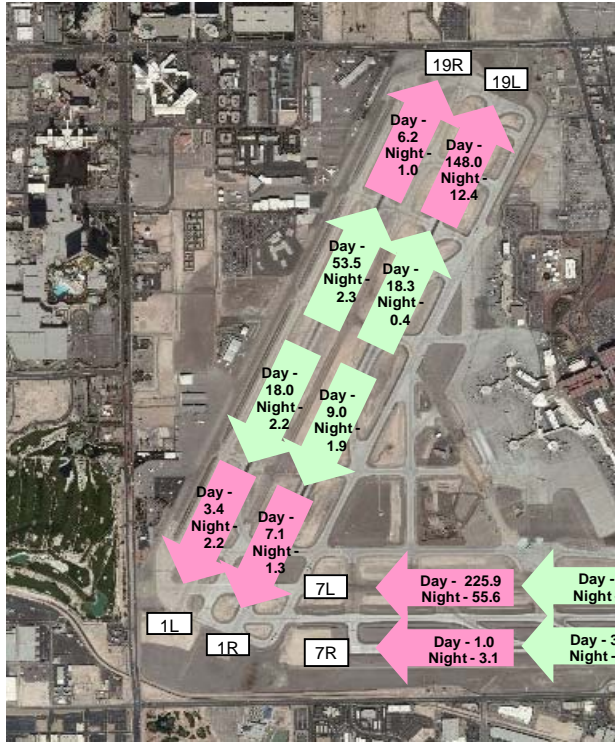 19R
19L
Day -
6.2
Night -
1.0
Day -
148.0
Night -
12.4
Day -
53.5
Night -
2.3
Day -
18.3
Night -
0.4
Day -
18.0
Night -
2.2
Day -
9.0
Night -
1.9
Day -
3.4
Night -
2.2
Day -
7.1
Night -
1.3
7L
Day - 225.9
Night - 55.6
Day -
Night
1L
1R
7R
Day - 1.0
Night - 3.1
Day - 3
Night -